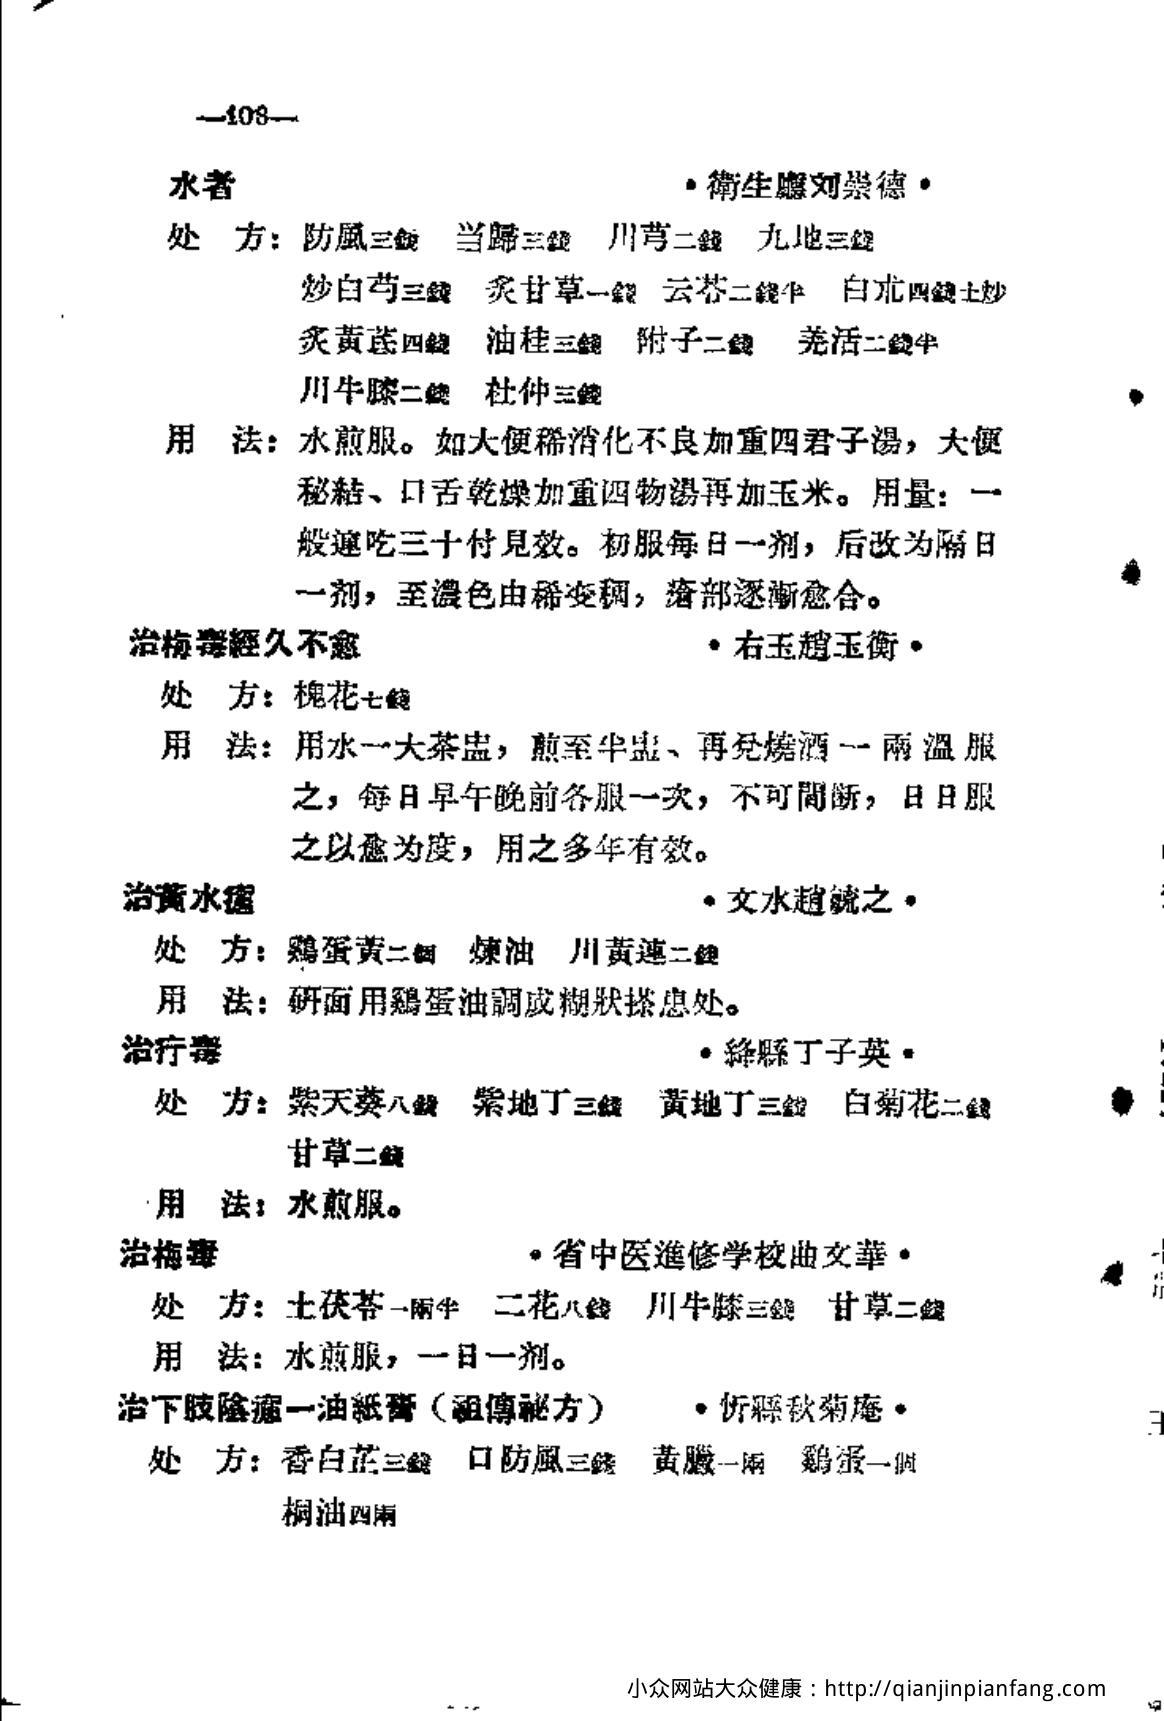 —108—
水者 •衛生廳刘崇德•
处 方：防風三錢 当歸三錢 川芎二錢 九地三錢
炒白芍三錢 炙甘草一錢 云苓二錢半 白朮四錢土炒
炙黃芪四錢 油桂三錢 附子二錢 羌活二錢半
川牛膝二錢 杜仲三錢
用 法：水煎服。如大便稀消化不良加重四君子湯，大便
秘結、口舌乾燥加重四物湯再加玉米。用量：一
般連吃三十付見效。初服每日一剂，后改为隔日
一剂，至濃色由稀变稠，瘡部逐漸愈合。
治梅毒經久不愈 •右玉趙玉衡•
处 方：槐花七錢
用 法：用水一大茶盅，煎至半盅、再兌燒酒一兩溫服
之，每日早午晚前各服一次，不可間断，日日服
之以愈为度，用之多年有效。
治黃水瘡 •文水趙毓之•
处 方：鷄蛋黃二個 煉油 川黃連二錢
用 法：研面用鷄蛋油調成糊狀搽患处。
治疔毒 •絳縣丁子英•
处 方：紫天葵八錢 紫地丁三錢 黃地丁三錢 白菊花二錢
甘草二錢
用 法：水煎服。
治梅毒 •省中医進修学校曲文華•
处 方：土茯苓一兩半 二花八錢 川牛膝三錢 甘草二錢
用 法：水煎服，一日一剂。
治下肢陰瘡一油紙膏（祖傳祕方） •忻縣秋菊庵•
处 方：香白芷三錢 口防風三錢 黃臘一兩 鷄蛋一個
桐油四兩
小众网站大众健康：http://qianjinpianfang.com